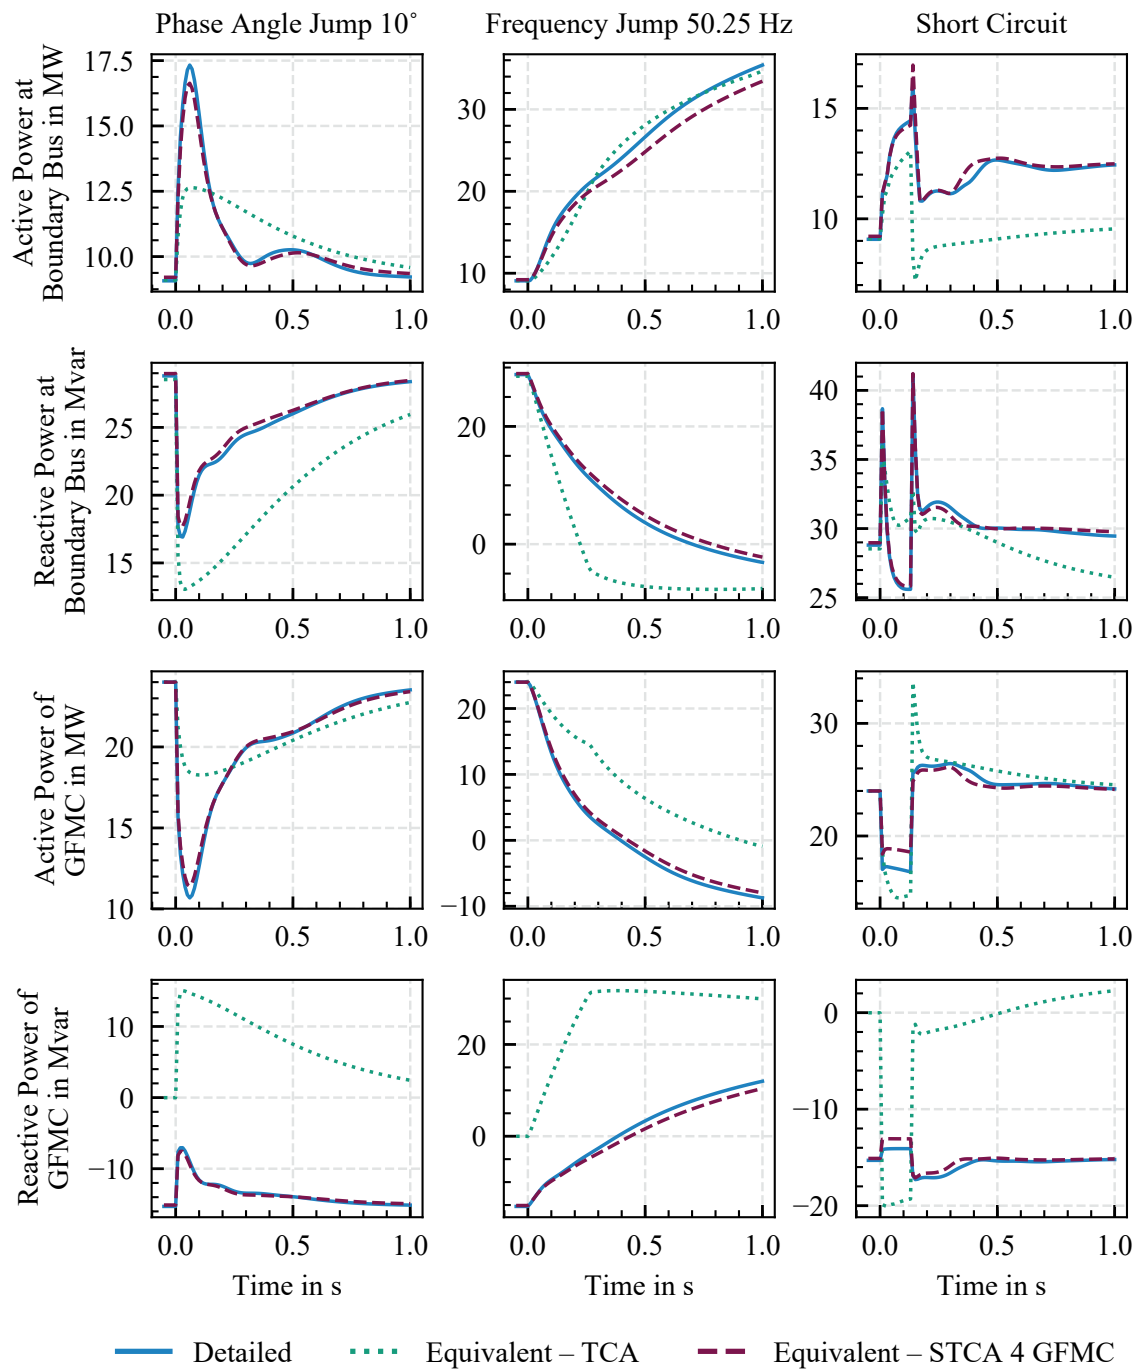 Phase Angle Jump 10° Frequency Jump 50.25 Hz Short Circuit
Active Power at
Boundary Bus in MW
17.5
15.0
12.5
10.0
0.0 0.5 1.0
30
20
10
0.0 0.5 1.0
15
10
0.0 0.5 1.0
Reactive Power at
Boundary Bus in Mvar
25
20
15
0.0 0.5 1.0
20
0
0.0 0.5 1.0
40
35
30
25
0.0 0.5 1.0
Active Power of
GFMC in MW
20
15
10
0.0 0.5 1.0
20
10
0
−10
0.0 0.5 1.0
30
20
0.0 0.5 1.0
Reactive Power of
GFMC in Mvar
10
0
−10
0.0 0.5 1.0
20
0
0.0 0.5 1.0
0
−10
−20
0.0 0.5 1.0
Time in s Time in s Time in s
Detailed Equivalent – TCA Equivalent – STCA 4 GFMC